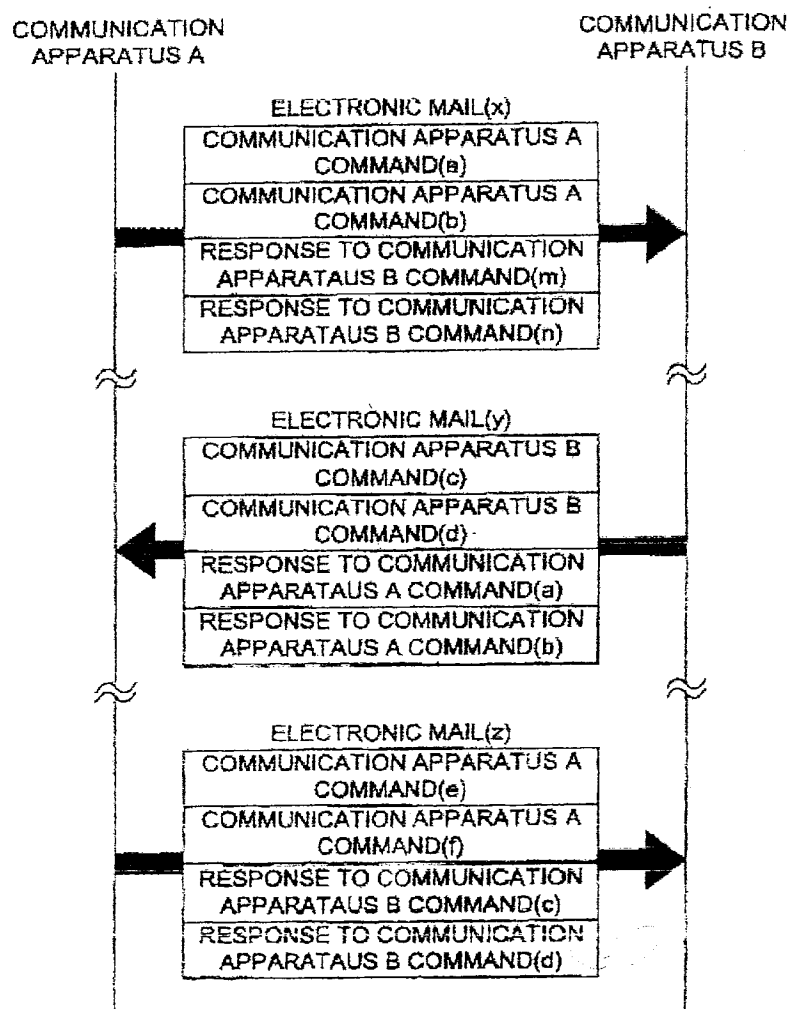 COMMUNICATION
APPARATUS A
COMMUNICATION
APPARATUS B
ELECTRONIC MAIL(x)
COMMUNICATION APPARATUS A
COMMAND(a)
COMMUNICATION APPARATUS A
COMMAND(b)
RESPONSE TO COMMUNICATION
APPARATAUS B COMMAND(m)
RESPONSE TO COMMUNICATION
APPARATAUS B COMMAND(n)
ELECTRONIC MAIL(y)
COMMUNICATION APPARATUS B
COMMAND(c)
COMMUNICATION APPARATUS B
COMMAND(d)
RESPONSE TO COMMUNICATION
APPARATAUS A COMMAND(a)
RESPONSE TO COMMUNICATION
APPARATAUS A COMMAND(b)
ELECTRONIC MAIL(z)
COMMUNICATION APPARATUS A
COMMAND(e)
COMMUNICATION APPARATUS A
COMMAND(f)
RESPONSE TO COMMUNICATION
APPARATAUS B COMMAND(c)
RESPONSE TO COMMUNICATION
APPARATAUS B COMMAND(d)